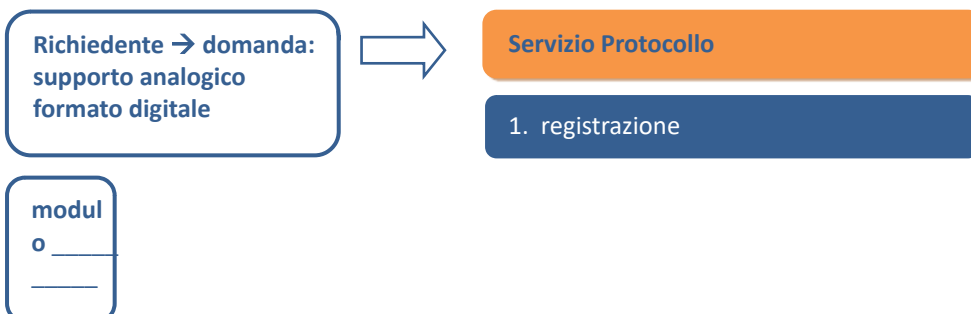 Richiedente → domanda:
supporto analogico
formato digitale
Servizio Protocollo
1. registrazione
modul
o _____
_____